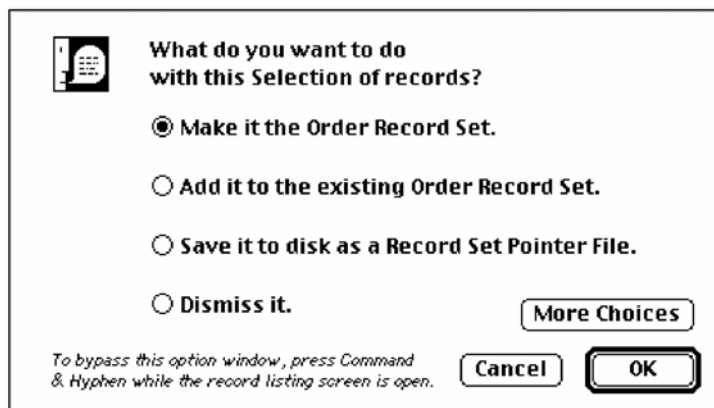 What do you want to do
with this Selection of records?
Make it the Order Record Set.
Add it to the existing Order Record Set.
Save it to disk as a Record Set Pointer File.
Dismiss it.
More Choices
To bypass this option window, press Command
& Hyphen while the record listing screen is open.
Cancel
OK